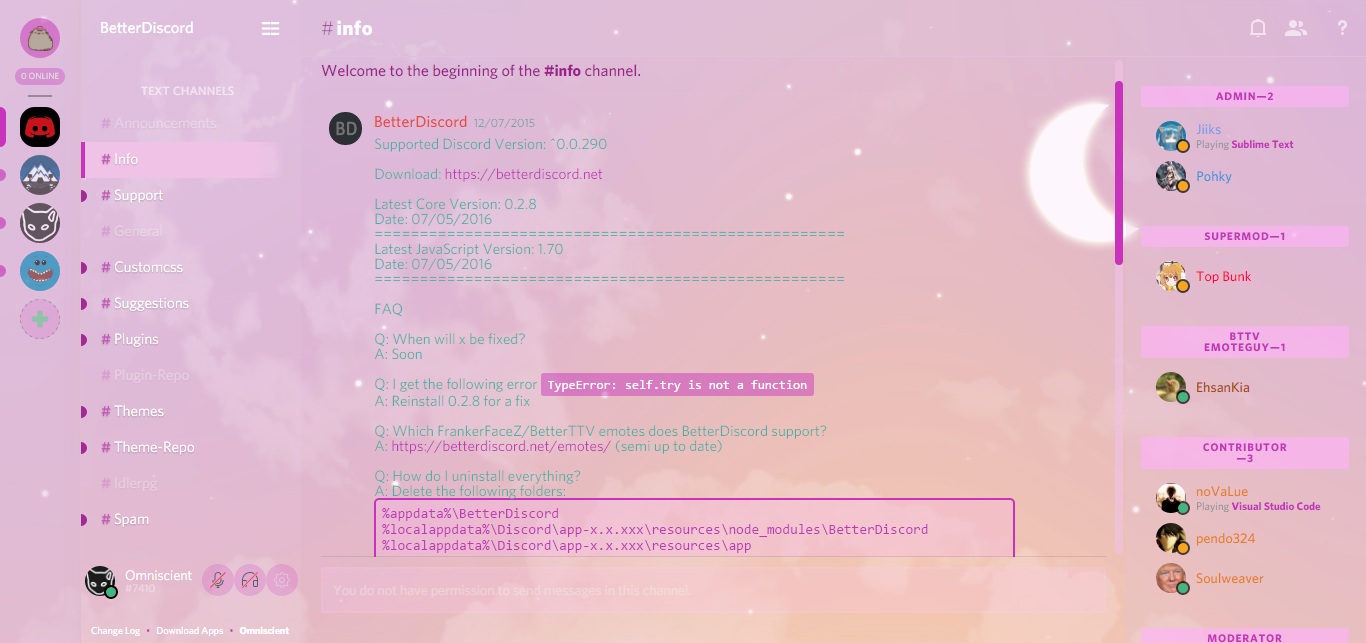 0 ONLINE
BetterDiscord
TEXT CHANNELS
# Announcements
# Info
# Support
# General
# Customcss
# Suggestions
# Plugins
# Plugin-Repo
# Themes
# Theme-Repo
# Idlerpg
# Spam
Omniscient
#7410
Change Log • Download Apps • Omniscient
#info
Welcome to the beginning of the #info channel.
BD
BetterDiscord 12/07/2015
Supported Discord Version: ~0.0.290
Download: https://betterdiscord.net
Latest Core Version: 0.2.8
Date: 07/05/2016
==================================================
Latest JavaScript Version: 1.70
Date: 07/05/2016
==================================================
FAQ
Q: When will x be fixed?
A: Soon
Q: I get the following error TypeError: self.try is not a function
A: Reinstall 0.2.8 for a fix
Q: Which FrankerFaceZ/BetterTTV emotes does BetterDiscord support?
A: https://betterdiscord.net/emotes/ (semi up to date)
Q: How do I uninstall everything?
A: Delete the following folders:
%appdata%\BetterDiscord
%localappdata%\Discord\app-x.x.xxx\resources\node_modules\BetterDiscord
%localappdata%\Discord\app-x.x.xxx\resources\app
You do not have permission to send messages in this channel.
?
ADMIN—2
Jiiks
Playing Sublime Text
Pohky
SUPERMOD—1
Top Bunk
BTTV
EMOTEGUY—1
EhsanKia
CONTRIBUTOR
—3
noVaLue
Playing Visual Studio Code
pendo324
Soulweaver
MODERATOR